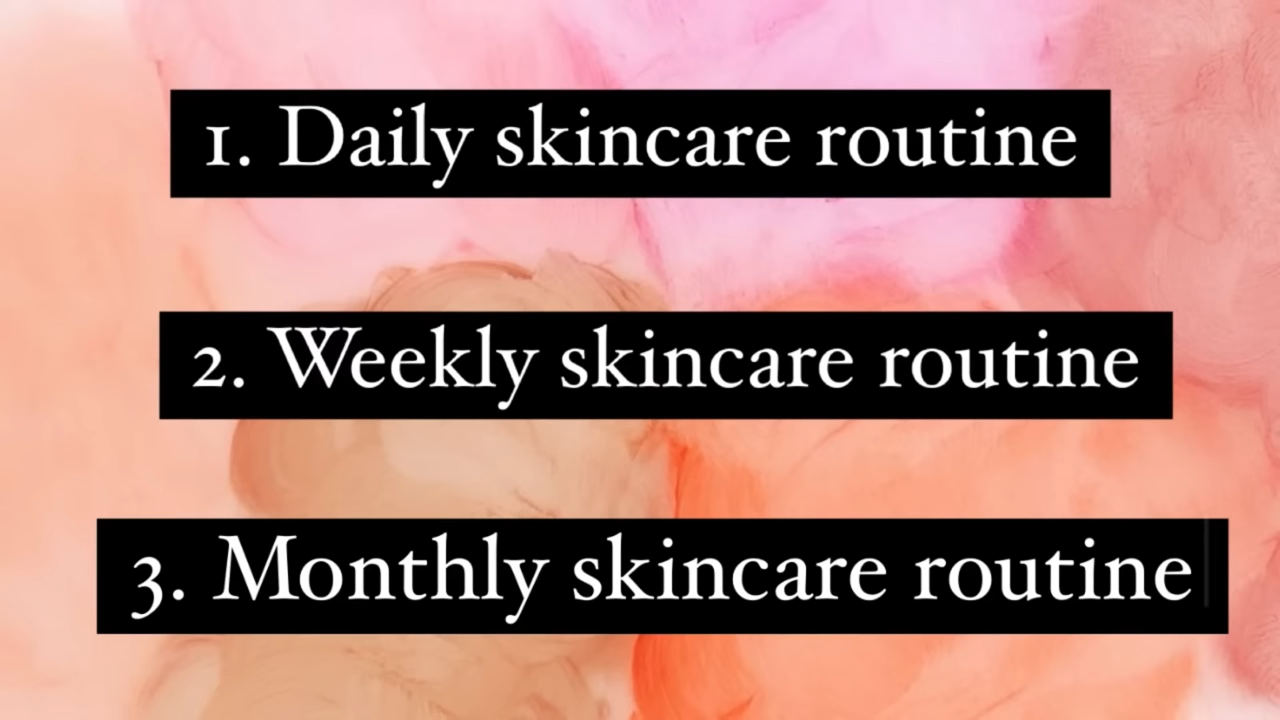 1. Daily skincare routine
2. Weekly skincare routine
3. Monthly skincare routine